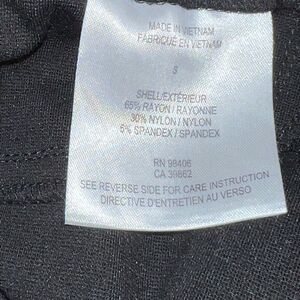 MADE IN VIETNAM
FABRIQUÉ EN VIETNAM
S
SHELL/EXTÉRIEUR
65% RAYON / RAYONNE
30% NYLON / NYLON
5% SPANDEX / SPANDEX
RN 98406
CA 39862
SEE REVERSE SIDE FOR CARE INSTRUCTION
DIRECTIVE D'ENTRETIEN AU VERSO